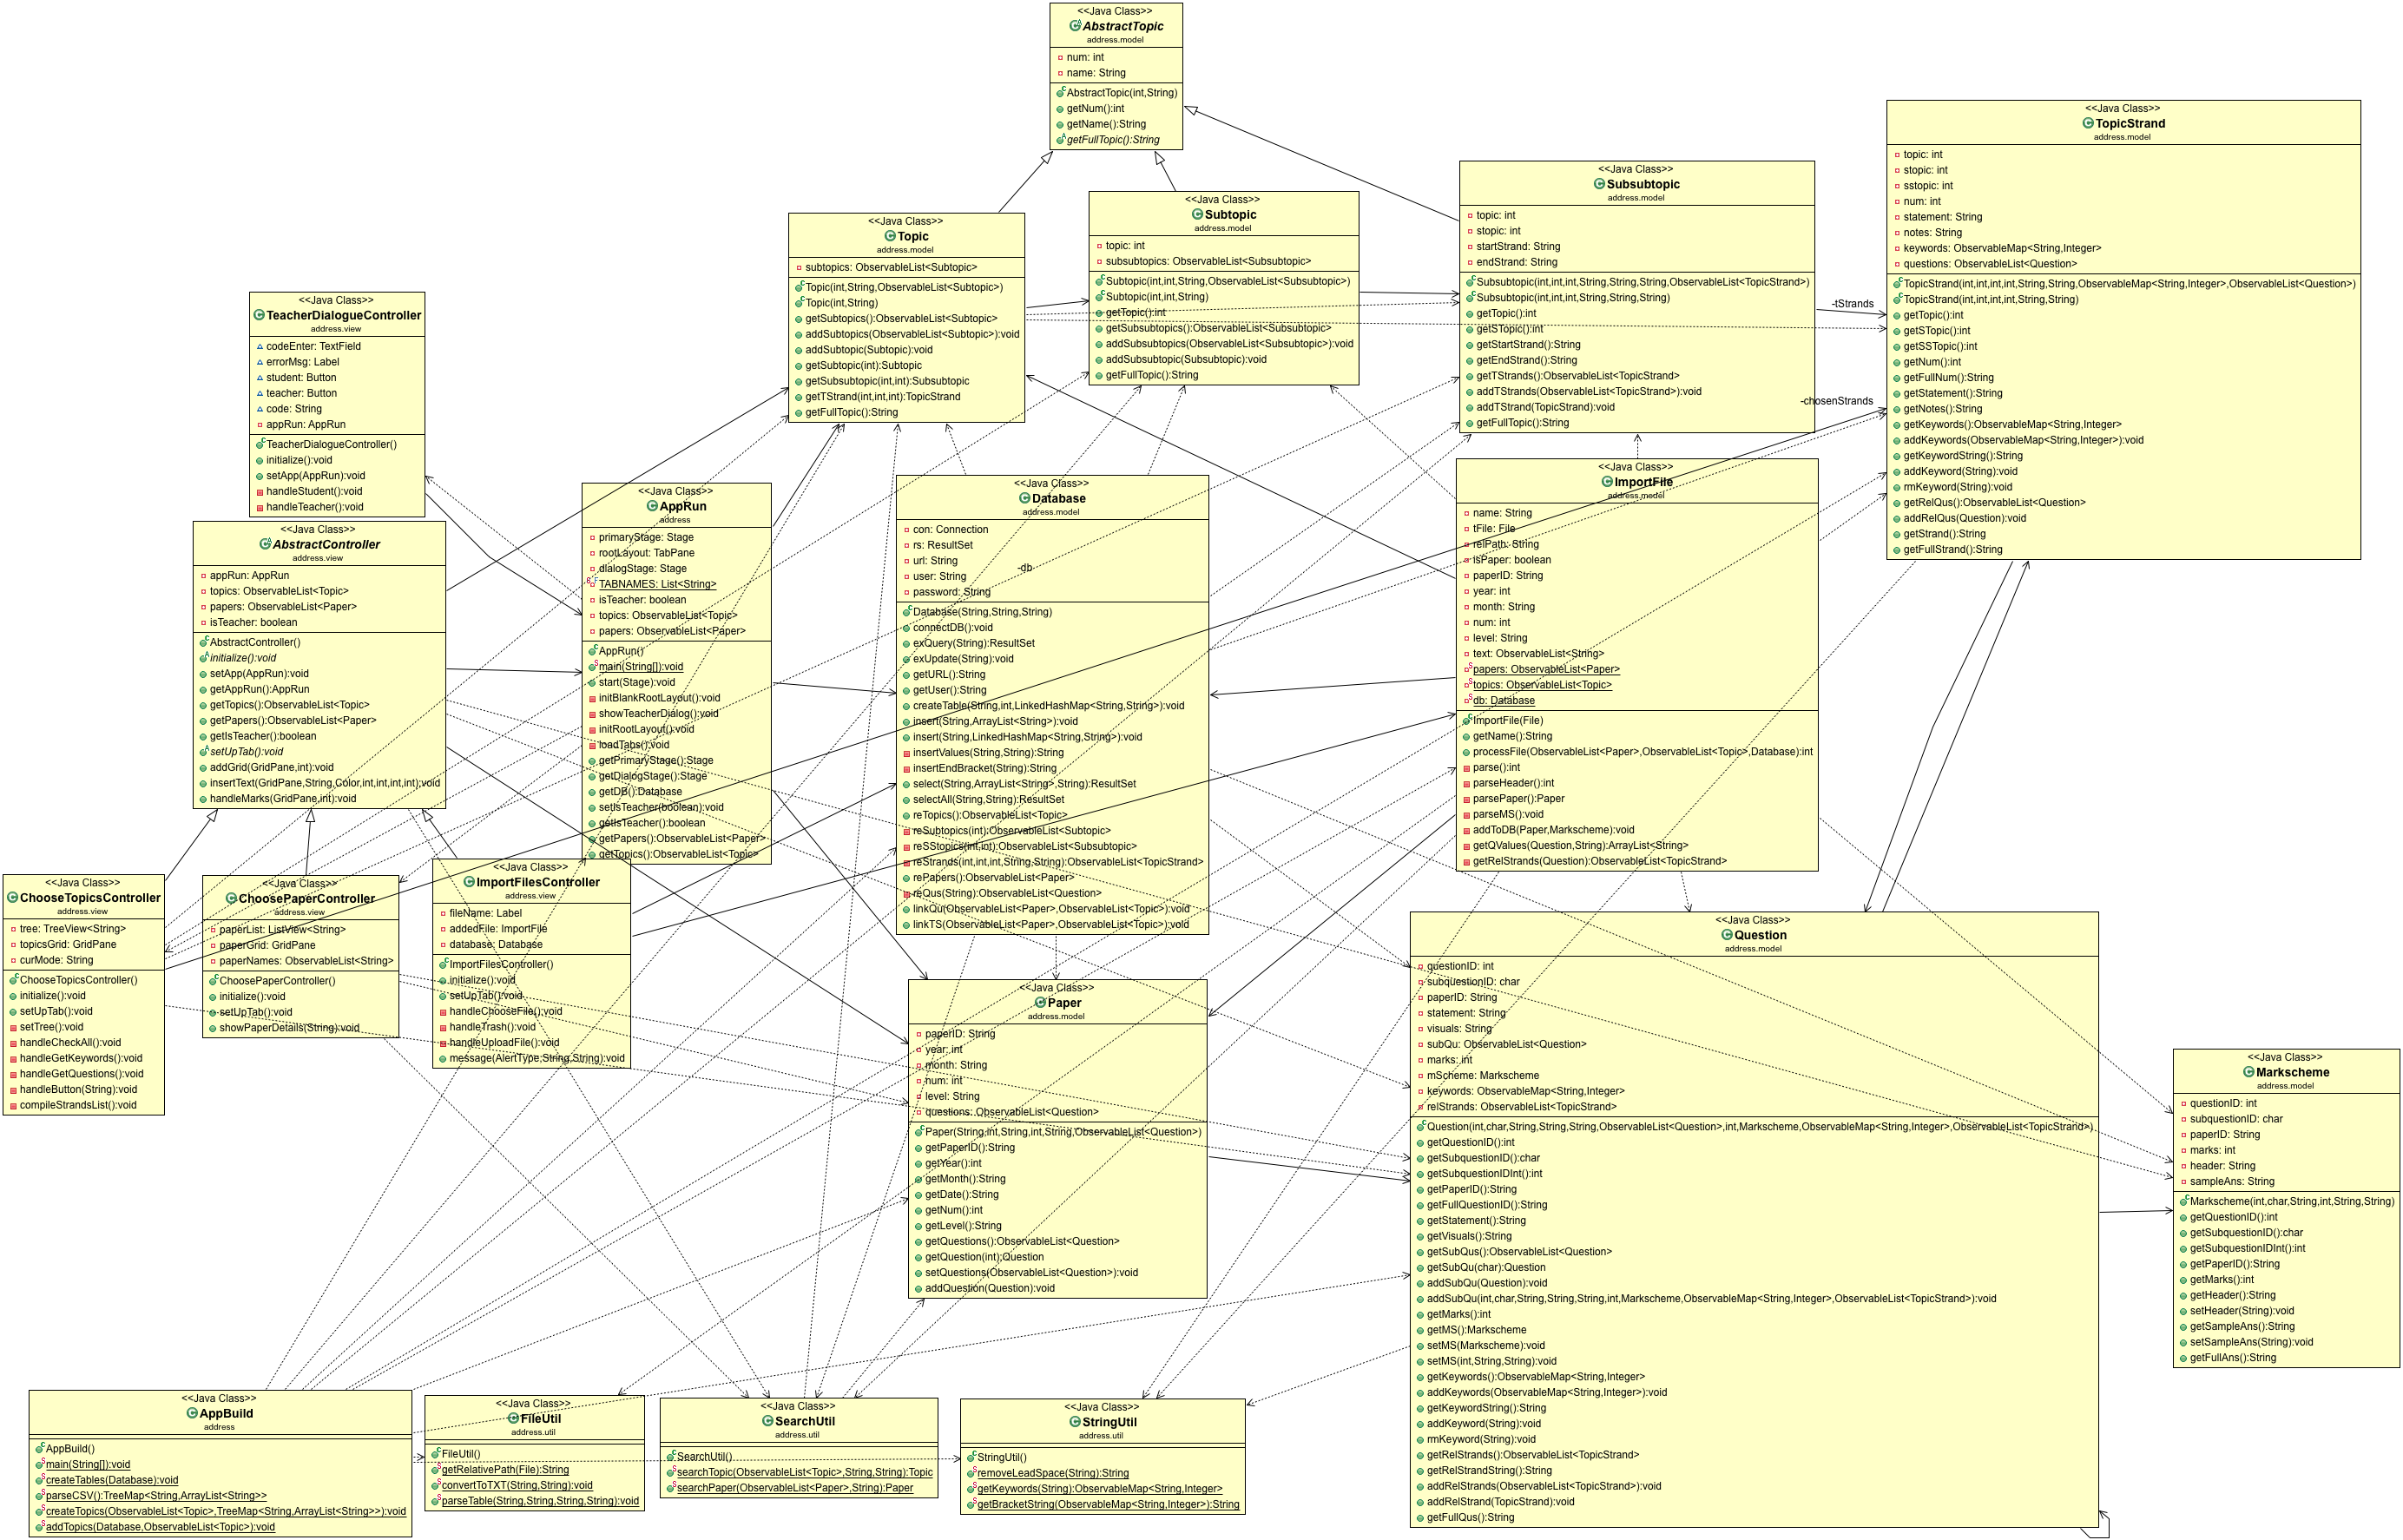 <<Java Class>>
AbstractTopic
address.model
num: int
name: String
AbstractTopic(int,String)
getNum():int
getName():String
getFullTopic():String
<<Java Class>>
TopicStrand
address.model
topic: int
stopic: int
sstopic: int
num: int
statement: String
notes: String
keywords: ObservableMap<String,Integer>
questions: ObservableList<Question>
TopicStrand(int,int,int,int,String,String,ObservableMap<String,Integer>,ObservableList<Question>)
TopicStrand(int,int,int,int,String,String)
getTopic():int
getSTopic():int
getSSTopic():int
getNum():int
getFullNum():String
getStatement():String
getNotes():String
getKeywords():ObservableMap<String,Integer>
addKeywords(ObservableMap<String,Integer>):void
getKeywordString():String
addKeyword(String):void
rmKeyword(String):void
getRelQus():ObservableList<Question>
addRelQus(Question):void
getStrand():String
getFullStrand():String
<<Java Class>>
Subsubtopic
address.model
topic: int
stopic: int
startStrand: String
endStrand: String
Subsubtopic(int,int,int,String,String,String,ObservableList<TopicStrand>)
Subsubtopic(int,int,int,String,String,String)
getTopic():int
getSTopic():int
getStartStrand():String
getEndStrand():String
getTStrands():ObservableList<TopicStrand>
addTStrands(ObservableList<TopicStrand>):void
addTStrand(TopicStrand):void
getFullTopic():String
-tStrands
-chosenStrands
<<Java Class>>
Subtopic
address.model
topic: int
subsubtopics: ObservableList<Subsubtopic>
Subtopic(int,int,String,ObservableList<Subsubtopic>)
Subtopic(int,int,String)
getTopic():int
getSubsubtopics():ObservableList<Subsubtopic>
addSubsubtopics(ObservableList<Subsubtopic>):void
addSubsubtopic(Subsubtopic):void
getFullTopic():String
<<Java Class>>
Topic
address.model
subtopics: ObservableList<Subtopic>
Topic(int,String,ObservableList<Subtopic>)
Topic(int,String)
getSubtopics():ObservableList<Subtopic>
addSubtopics(ObservableList<Subtopic>):void
addSubtopic(Subtopic):void
getSubtopic(int):Subtopic
getSubsubtopic(int,int):Subsubtopic
getTStrand(int,int,int):TopicStrand
getFullTopic():String
<<Java Class>>
TeacherDialogueController
address.view
codeEnter: TextField
errorMsg: Label
student: Button
teacher: Button
code: String
appRun: AppRun
TeacherDialogueController()
initialize():void
setApp(AppRun):void
handleStudent():void
handleTeacher():void
<<Java Class>>
AbstractController
address.view
appRun: AppRun
topics: ObservableList<Topic>
papers: ObservableList<Paper>
isTeacher: boolean
AbstractController()
initialize():void
setApp(AppRun):void
getAppRun():AppRun
getTopics():ObservableList<Topic>
getPapers():ObservableList<Paper>
getIsTeacher():boolean
setUpTab():void
addGrid(GridPane,int):void
insertText(GridPane,String,Color,int,int,int,int):void
handleMarks(GridPane,int):void
<<Java Class>>
AppRun
address
primaryStage: Stage
rootLayout: TabPane
dialogStage: Stage
TABNAMES: List<String>
isTeacher: boolean
topics: ObservableList<Topic>
papers: ObservableList<Paper>
AppRun()
main(String[]):void
start(Stage):void
initBlankRootLayout():void
showTeacherDialog():void
initRootLayout():void
loadTabs():void
getPrimaryStage():Stage
getDialogStage():Stage
getDB():Database
setIsTeacher(boolean):void
getIsTeacher():boolean
getPapers():ObservableList<Paper>
getTopics():ObservableList<Topic>
<<Java Class>>
Database
address.model
con: Connection
rs: ResultSet
url: String
user: String
password: String
Database(String,String,String)
connectDB():void
exQuery(String):ResultSet
exUpdate(String):void
getURL():String
getUser():String
createTable(String,int,LinkedHashMap<String,String>):void
insert(String,ArrayList<String>):void
insert(String,LinkedHashMap<String,String>):void
insertValues(String,String):String
insertEndBracket(String):String
select(String,ArrayList<String>,String):ResultSet
selectAll(String,String):ResultSet
reTopics():ObservableList<Topic>
reSubtopics(int):ObservableList<Subtopic>
reSStopics(int,int):ObservableList<Subsubtopic>
reStrands(int,int,int,String,String):ObservableList<TopicStrand>
rePapers():ObservableList<Paper>
reQus(String):ObservableList<Question>
linkQu(ObservableList<Paper>,ObservableList<Topic>):void
linkTS(ObservableList<Paper>,ObservableList<Topic>):void
-db
<<Java Class>>
ImportFile
address.model
name: String
tFile: File
relPath: String
isPaper: boolean
paperID: String
year: int
month: String
num: int
level: String
text: ObservableList<String>
papers: ObservableList<Paper>
topics: ObservableList<Topic>
db: Database
ImportFile(File)
getName():String
processFile(ObservableList<Paper>,ObservableList<Topic>,Database):int
parse():int
parseHeader():int
parsePaper():Paper
parseMS():void
addToDB(Paper,Markscheme):void
getQValues(Question,String):ArrayList<String>
getRelStrands(Question):ObservableList<TopicStrand>
<<Java Class>>
ChooseTopicsController
address.view
tree: TreeView<String>
topicsGrid: GridPane
curMode: String
ChooseTopicsController()
initialize():void
setUpTab():void
setTree():void
handleCheckAll():void
handleGetKeywords():void
handleGetQuestions():void
handleButton(String):void
compileStrandsList():void
<<Java Class>>
ChoosePaperController
address.view
paperList: ListView<String>
paperGrid: GridPane
paperNames: ObservableList<String>
ChoosePaperController()
initialize():void
setUpTab():void
showPaperDetails(String):void
<<Java Class>>
ImportFilesController
address.view
fileName: Label
addedFile: ImportFile
database: Database
ImportFilesController()
initialize():void
setUpTab():void
handleChooseFile():void
handleTrash():void
handleUploadFile():void
message(AlertType,String,String):void
<<Java Class>>
Paper
address.model
paperID: String
year: int
month: String
num: int
level: String
questions: ObservableList<Question>
Paper(String,int,String,int,String,ObservableList<Question>)
getPaperID():String
getYear():int
getMonth():String
getDate():String
getNum():int
getLevel():String
getQuestions():ObservableList<Question>
getQuestion(int):Question
setQuestions(ObservableList<Question>):void
addQuestion(Question):void
<<Java Class>>
Question
address.model
questionID: int
subquestionID: char
paperID: String
statement: String
visuals: String
subQu: ObservableList<Question>
marks: int
mScheme: Markscheme
keywords: ObservableMap<String,Integer>
relStrands: ObservableList<TopicStrand>
Question(int,char,String,String,String,ObservableList<Question>,int,Markscheme,ObservableMap<String,Integer>,ObservableList<TopicStrand>)
getQuestionID():int
getSubquestionID():char
getSubquestionIDInt():int
getPaperID():String
getFullQuestionID():String
getStatement():String
getVisuals():String
getSubQus():ObservableList<Question>
getSubQu(char):Question
addSubQu(Question):void
addSubQu(int,char,String,String,String,int,Markscheme,ObservableMap<String,Integer>,ObservableList<TopicStrand>):void
getMarks():int
getMS():Markscheme
setMS(Markscheme):void
setMS(int,String,String):void
getKeywords():ObservableMap<String,Integer>
addKeywords(ObservableMap<String,Integer>):void
getKeywordString():String
addKeyword(String):void
rmKeyword(String):void
getRelStrands():ObservableList<TopicStrand>
getRelStrandString():String
addRelStrands(ObservableList<TopicStrand>):void
addRelStrand(TopicStrand):void
getFullQus():String
<<Java Class>>
Markscheme
address.model
questionID: int
subquestionID: char
paperID: String
marks: int
header: String
sampleAns: String
Markscheme(int,char,String,int,String,String)
getQuestionID():int
getSubquestionID():char
getSubquestionIDInt():int
getPaperID():String
getMarks():int
getHeader():String
setHeader(String):void
getSampleAns():String
setSampleAns(String):void
getFullAns():String
<<Java Class>>
AppBuild
address
AppBuild()
main(String[]):void
createTables(Database):void
parseCSV():TreeMap<String,ArrayList<String>>
createTopics(ObservableList<Topic>,TreeMap<String,ArrayList<String>>):void
addTopics(Database,ObservableList<Topic>):void
<<Java Class>>
FileUtil
address.util
FileUtil()
getRelativePath(File):String
convertToTXT(String,String):void
parseTable(String,String,String,String):void
<<Java Class>>
SearchUtil
address.util
SearchUtil()
searchTopic(ObservableList<Topic>,String,String):Topic
searchPaper(ObservableList<Paper>,String):Paper
<<Java Class>>
StringUtil
address.util
StringUtil()
removeLeadSpace(String):String
getKeywords(String):ObservableMap<String,Integer>
getBracketString(ObservableMap<String,Integer>):String